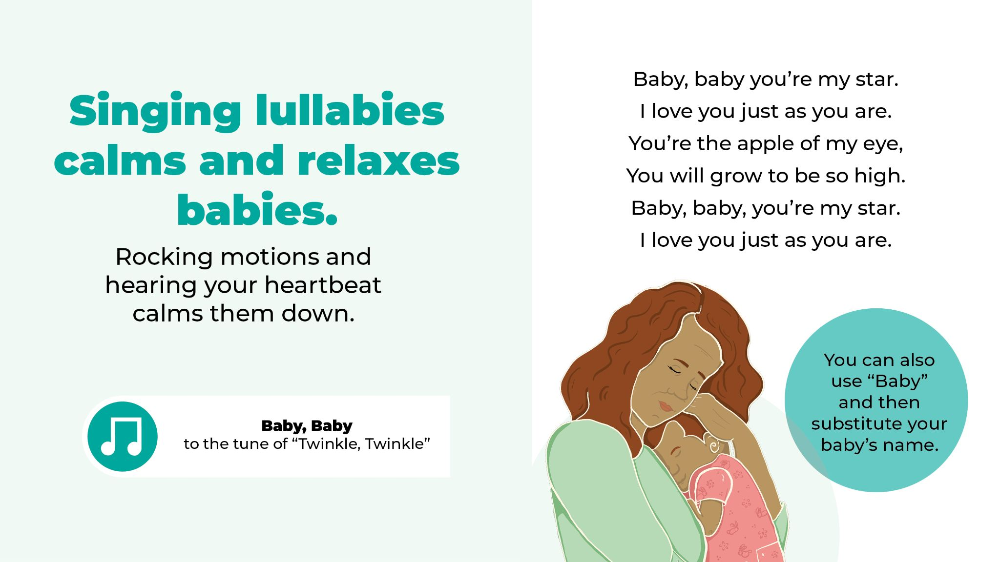 Singing lullabies
calms and relaxes
babies.
Rocking motions and
hearing your heartbeat
calms them down.
Baby, Baby
to the tune of “Twinkle, Twinkle”
Baby, baby you’re my star.
I love you just as you are.
You’re the apple of my eye,
You will grow to be so high.
Baby, baby, you’re my star.
I love you just as you are.
You can also
use “Baby”
and then
substitute your
baby’s name.